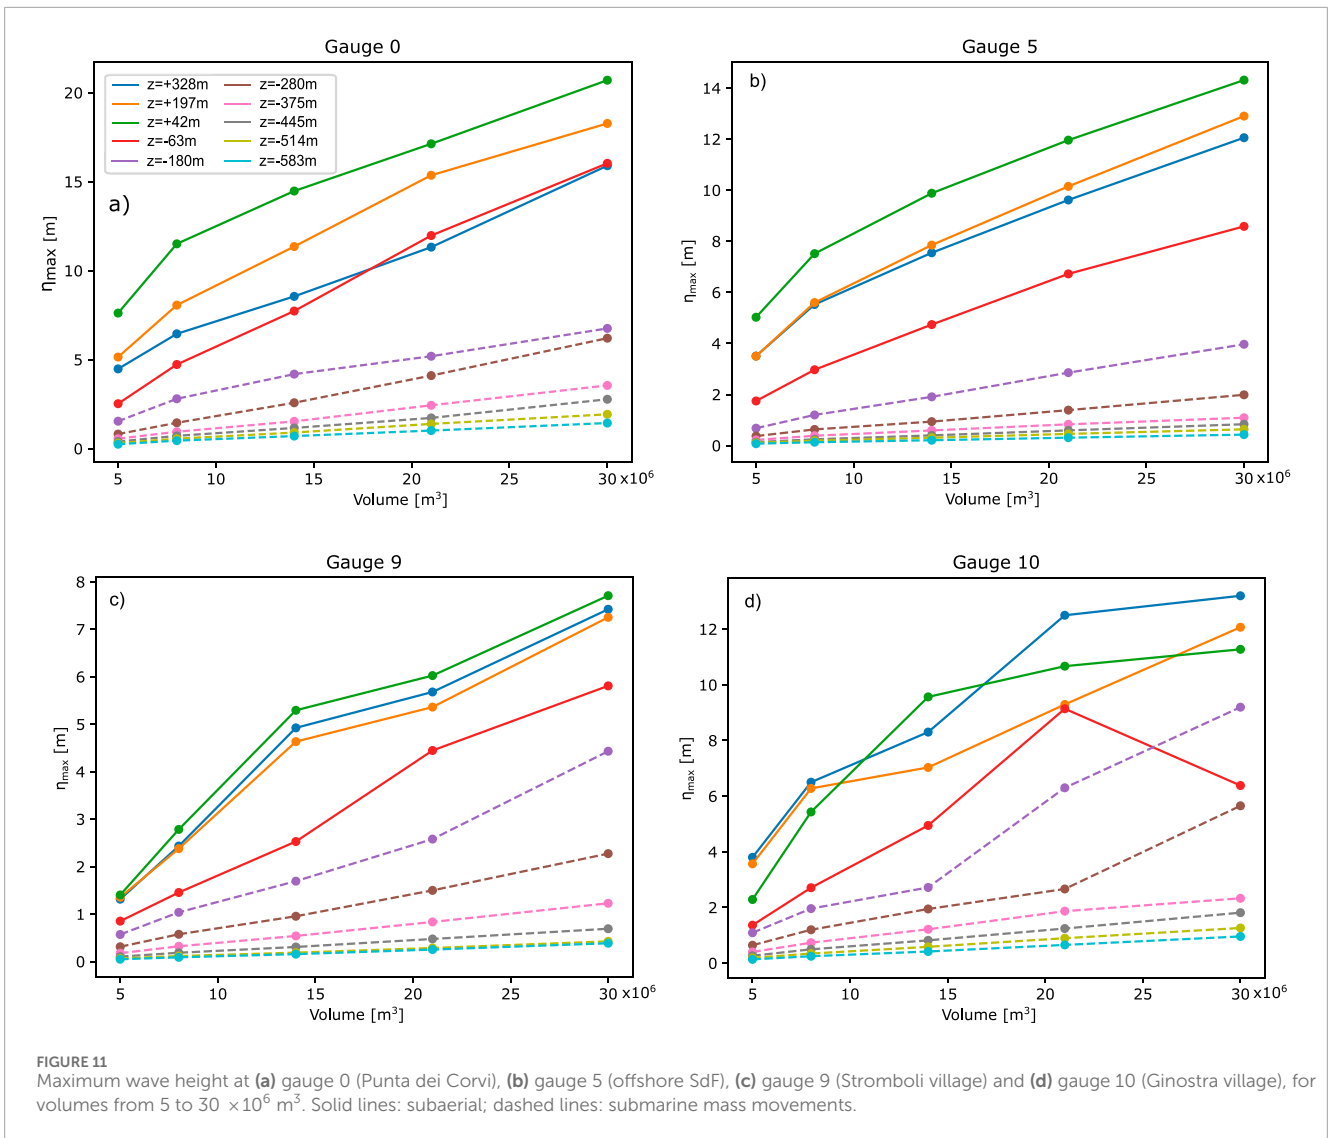 Gauge 0
z=+328m
z=+197m
z=+42m
z=-63m
z=-180m
z=-280m
z=-375m
z=-445m
z=-514m
z=-583m
a)
ηmax [m]
20
15
10
5
0
5 10 15 20 25 30 ×10⁶
Volume [m³]
Gauge 5
b)
ηmax [m]
14
12
10
8
6
4
2
0
5 10 15 20 25 30 ×10⁶
Volume [m³]
Gauge 9
c)
ηmax [m]
8
7
6
5
4
3
2
1
0
5 10 15 20 25 30 ×10⁶
Volume [m³]
Gauge 10
d)
ηmax [m]
12
10
8
6
4
2
0
5 10 15 20 25 30 ×10⁶
Volume [m³]
FIGURE 11
Maximum wave height at (a) gauge 0 (Punta dei Corvi), (b) gauge 5 (offshore SdF), (c) gauge 9 (Stromboli village) and (d) gauge 10 (Ginostra village), for
volumes from 5 to 30 ×10⁶ m³. Solid lines: subaerial; dashed lines: submarine mass movements.